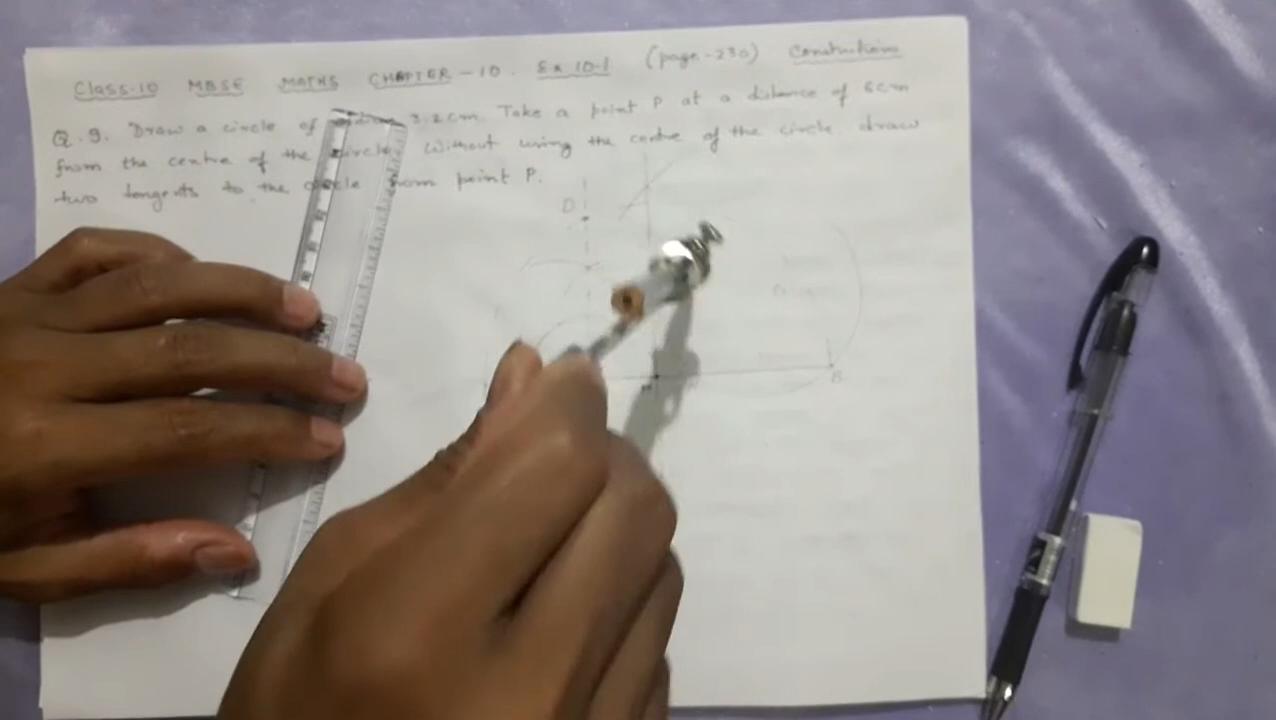 Class-10 MBSE MATHS CHAPTER-10. Ex 10.1 (page-230) Constructions
Q.9. Draw a circle of 3.2cm. Take a point P at a distance of 6cm
from the centre of the circle. Without using the centre of the circle draw
two tangents to the circle from point P.
D
B